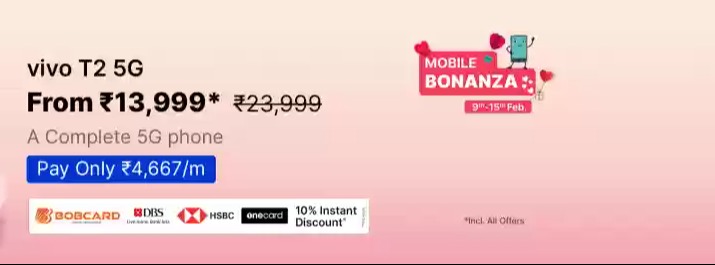 vivo T2 5G
From ₹13,999* ₹23,999
A Complete 5G phone
Pay Only ₹4,667/m
BOBCARD DBS HSBC onecard 10% Instant
Discount*
MOBILE
BONANZA
9th-15th Feb.
*Incl. All Offers